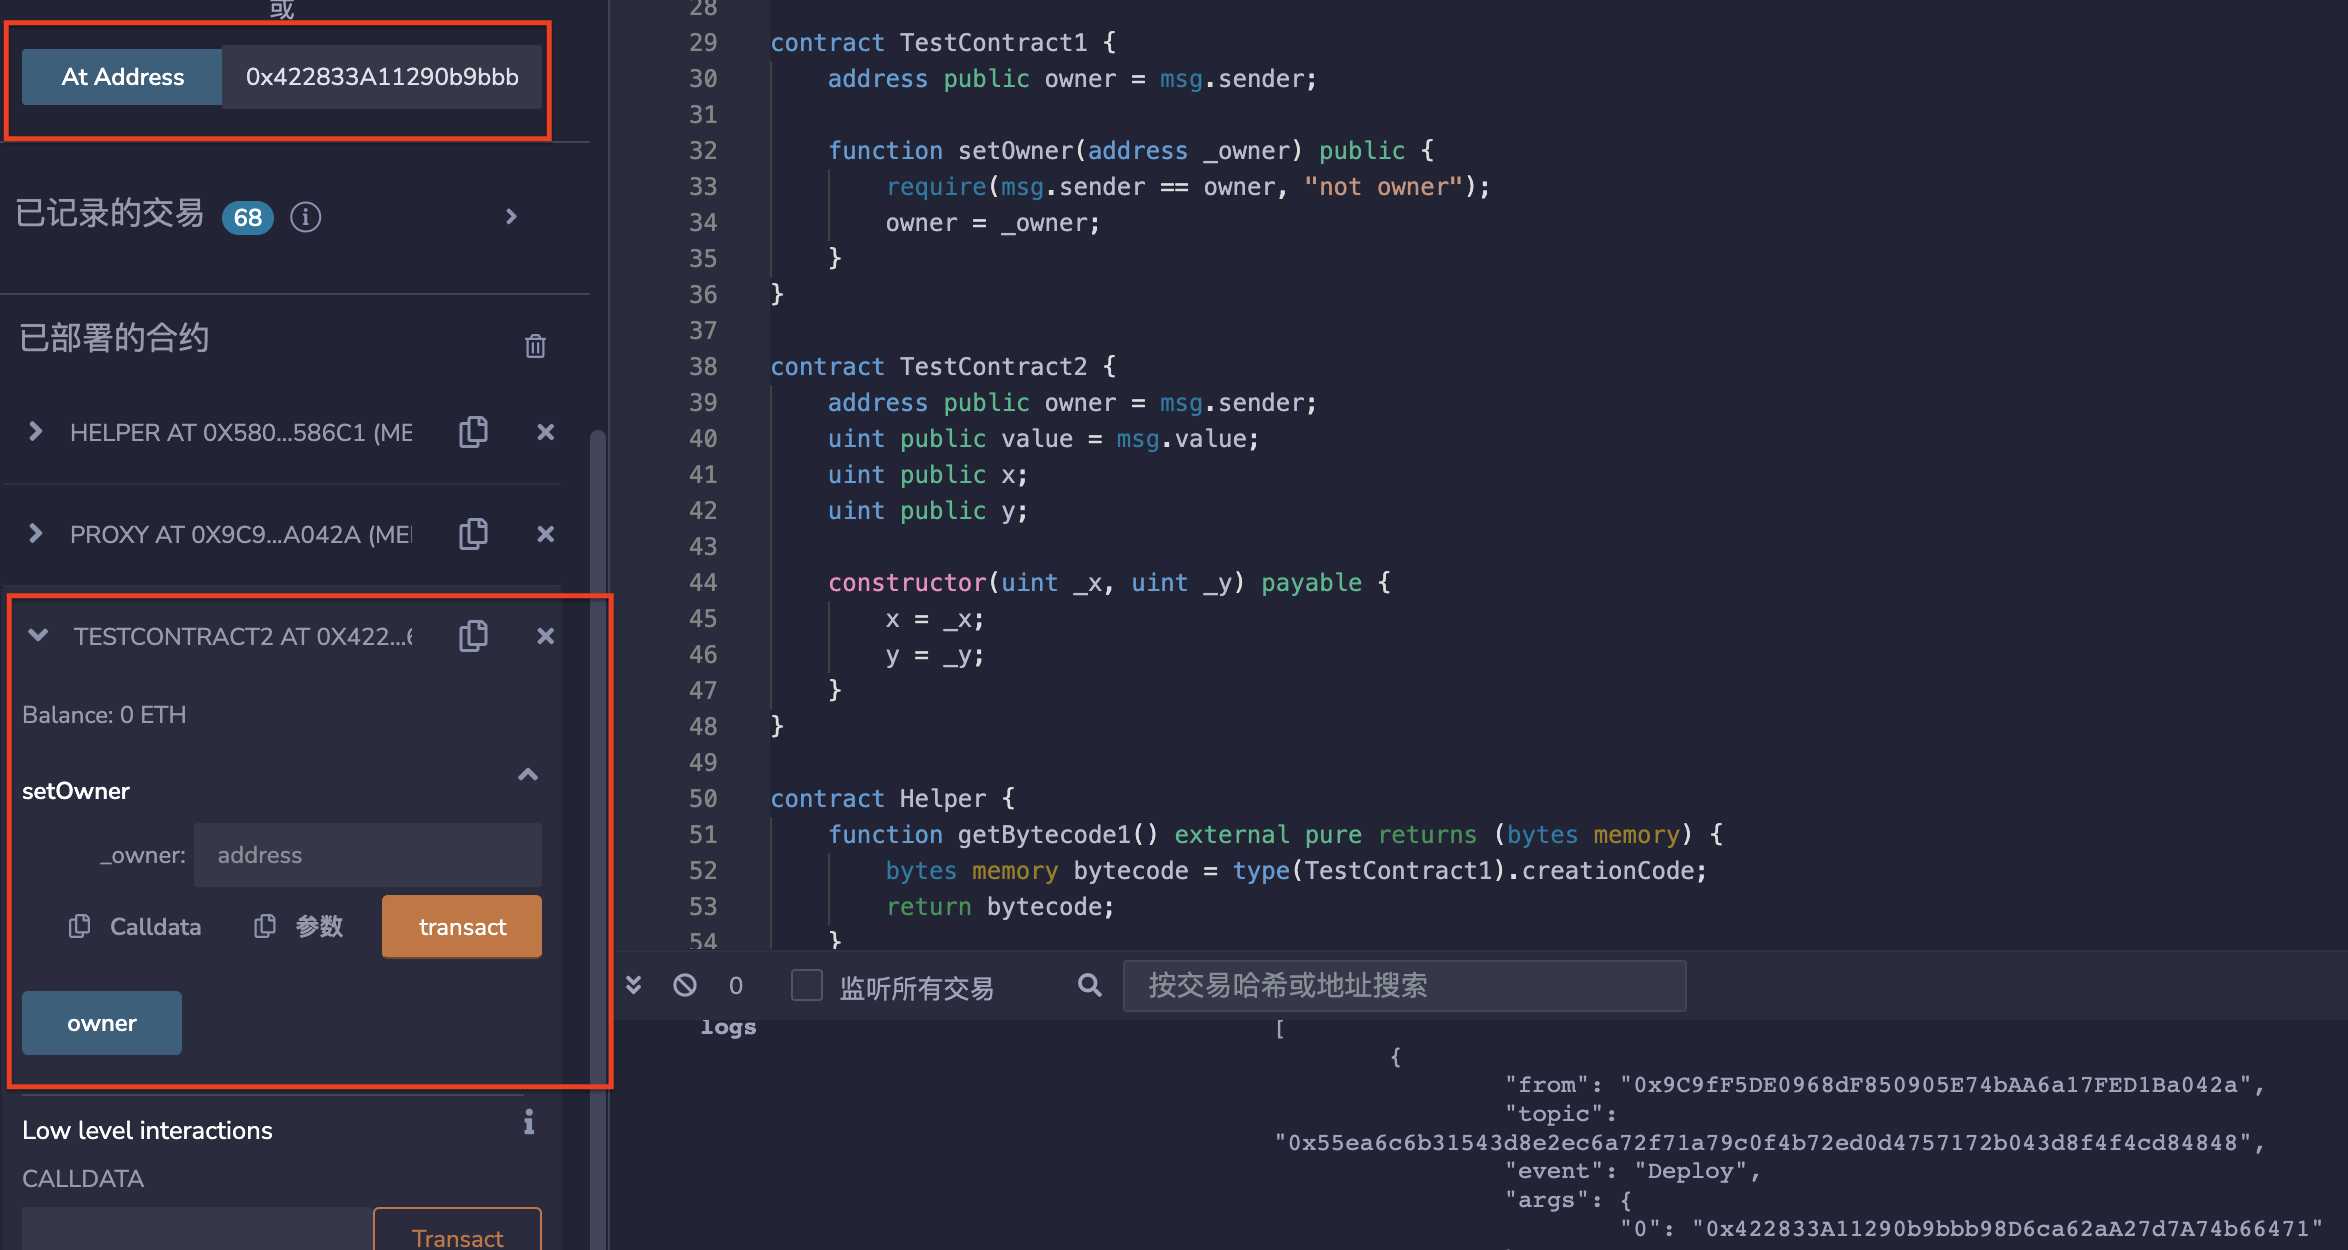 或
At Address 0x422833A11290b9bbb
已记录的交易 68
已部署的合约
HELPER AT 0X580...586C1 (ME
PROXY AT 0X9C9...A042A (ME
TESTCONTRACT2 AT 0X422...6
Balance: 0 ETH
setOwner
_owner: address
Calldata 参数 transact
owner
Low level interactions
CALLDATA
Transact
28
29 contract TestContract1 {
30     address public owner = msg.sender;
31
32     function setOwner(address _owner) public {
33         require(msg.sender == owner, "not owner");
34         owner = _owner;
35     }
36 }
37
38 contract TestContract2 {
39     address public owner = msg.sender;
40     uint public value = msg.value;
41     uint public x;
42     uint public y;
43
44     constructor(uint _x, uint _y) payable {
45         x = _x;
46         y = _y;
47     }
48 }
49
50 contract Helper {
51     function getBytecode1() external pure returns (bytes memory) {
52         bytes memory bytecode = type(TestContract1).creationCode;
53         return bytecode;
54     }
0 监听所有交易 按交易哈希或地址搜索
logs [
{
"from": "0x9C9fF5DE0968dF850905E74bAA6a17FED1Ba042a",
"topic":
"0x55ea6c6b31543d8e2ec6a72f71a79c0f4b72ed0d4757172b043d8f4f4cd84848",
"event": "Deploy",
"args": {
"0": "0x422833A11290b9bbb98D6ca62aA27d7A74b66471"